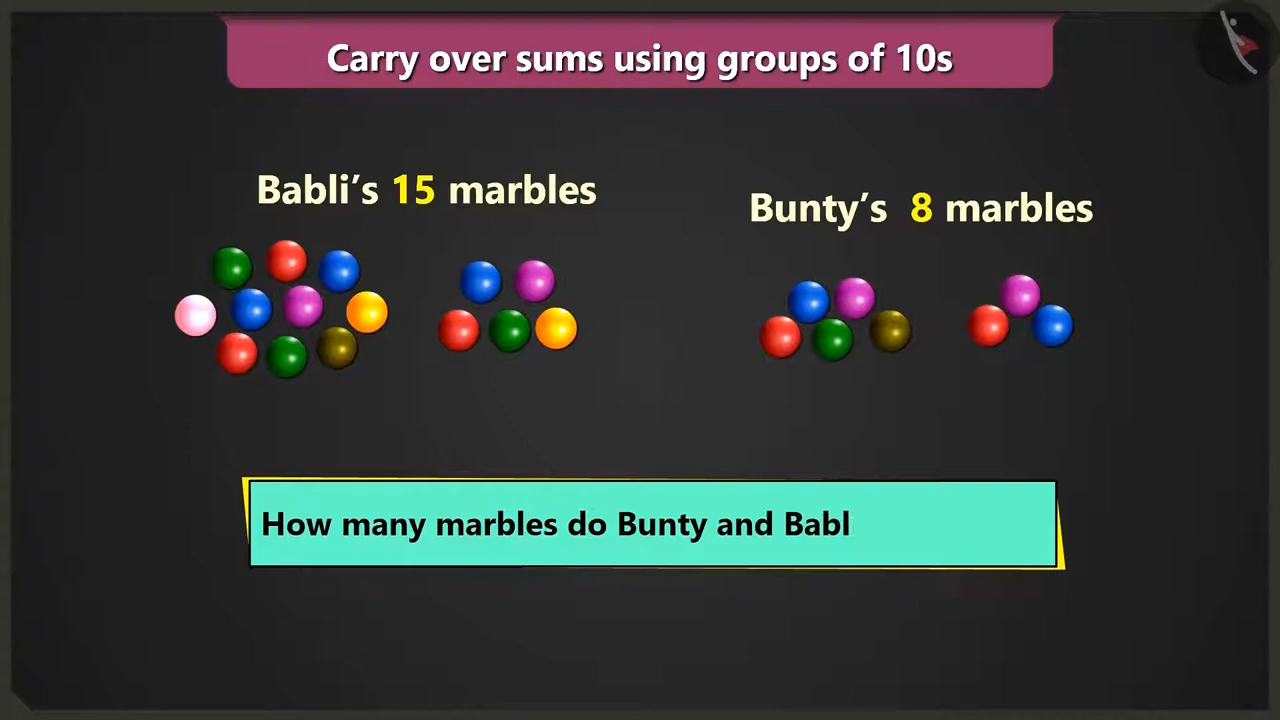 Carry over sums using groups of 10s
Babli's 15 marbles
Bunty's 8 marbles
How many marbles do Bunty and Babl